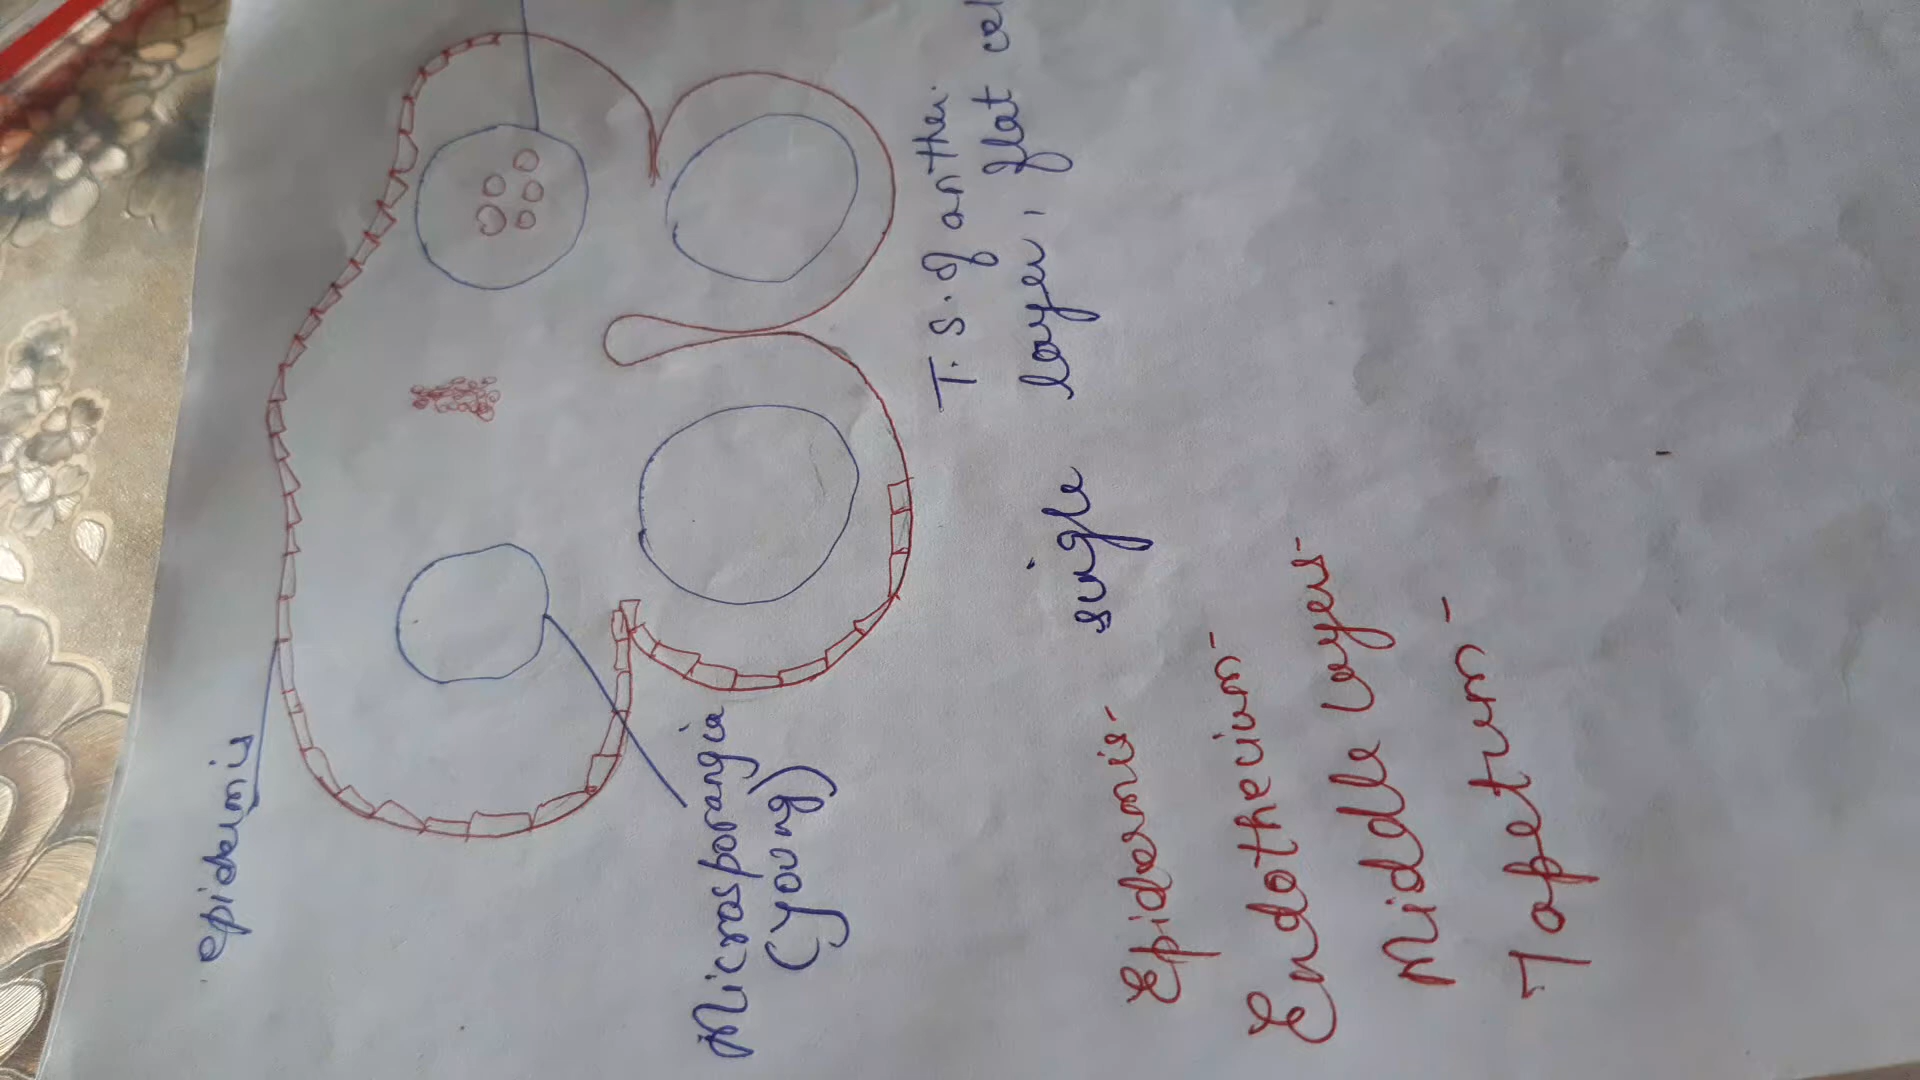 epidermis
Microsporangia
(young)
T.S. of anther.
Epidermis- single layer, flat cel
Endothecium-
Middle layers-
Tapetum-